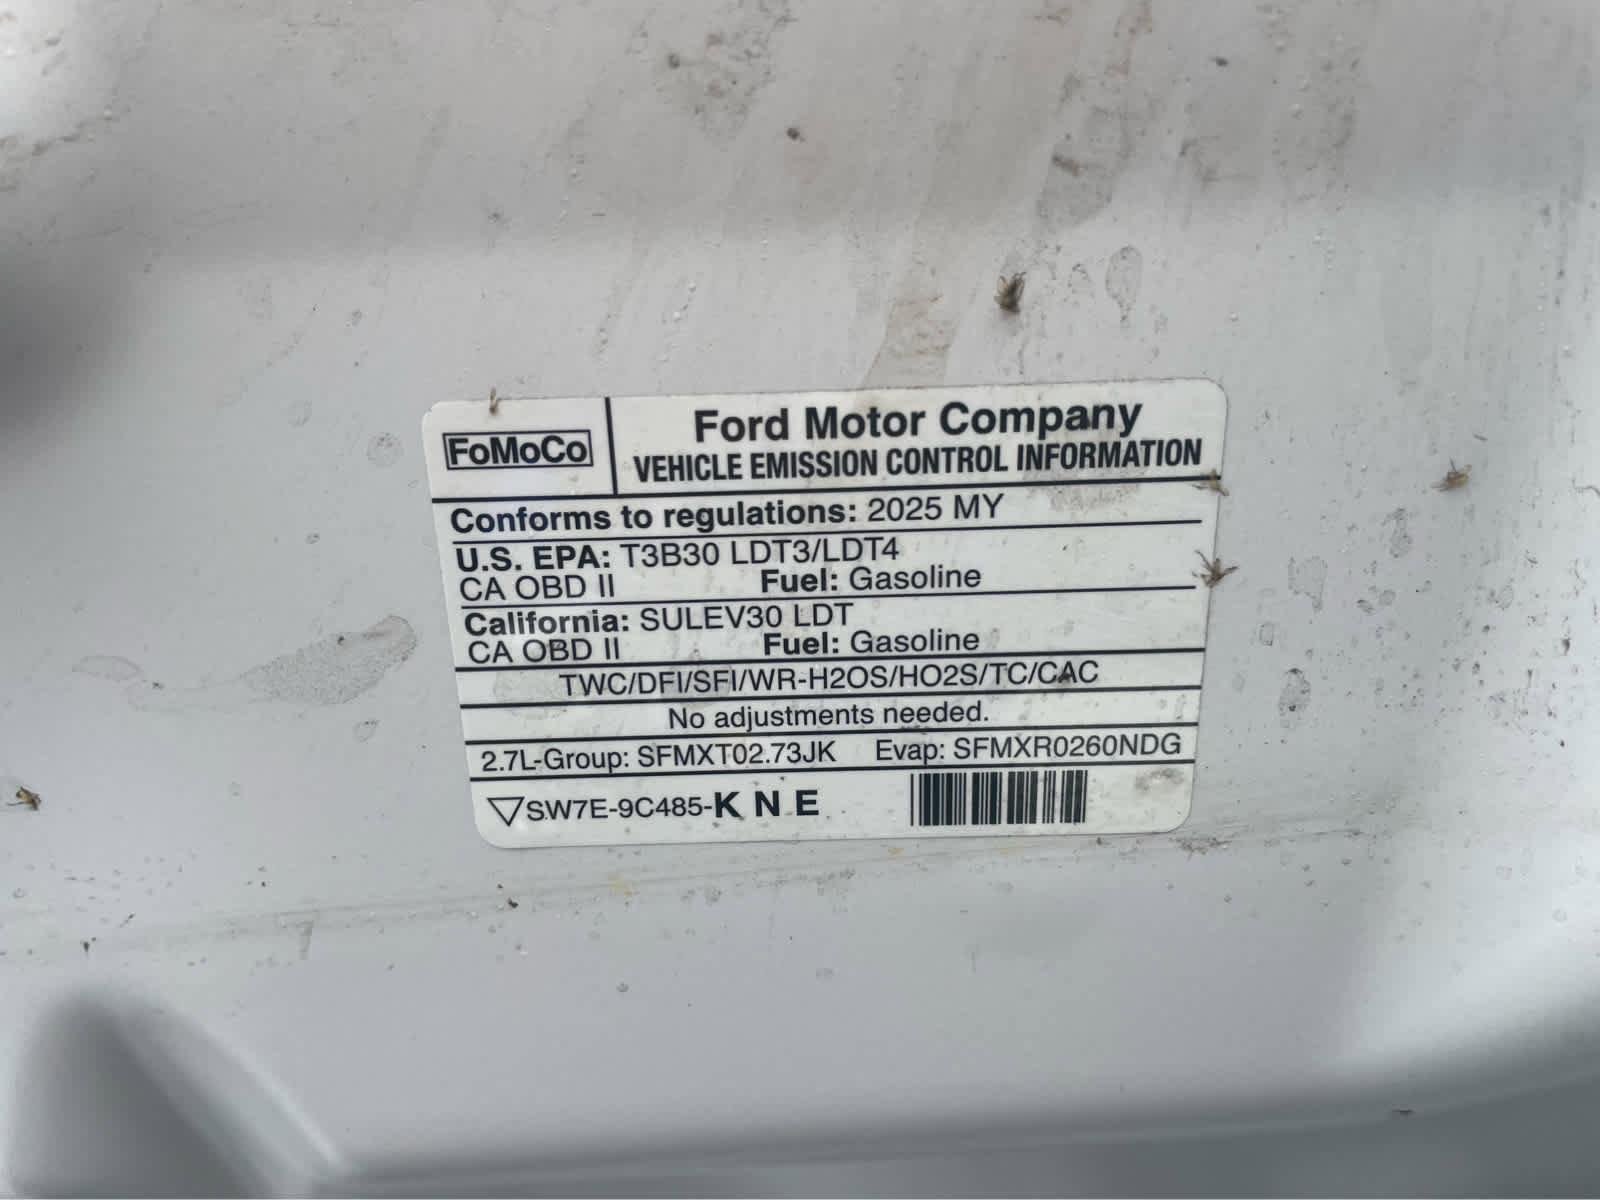 FoMoCo
Ford Motor Company
VEHICLE EMISSION CONTROL INFORMATION
Conforms to regulations: 2025 MY
U.S. EPA: T3B30 LDT3/LDT4
CA OBD II Fuel: Gasoline
California: SULEV30 LDT
CA OBD II Fuel: Gasoline
TWC/DFI/SFI/WR-H2OS/HO2S/TC/CAC
No adjustments needed.
2.7L-Group: SFMXT02.73JK Evap: SFMXR0260NDG
SW7E-9C485-K N E